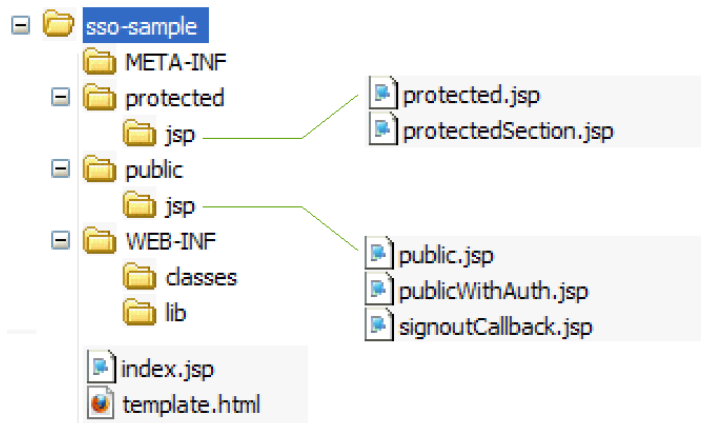 sso-sample
META-INF
protected
jsp
protected.jsp
protectedSection.jsp
public
jsp
public.jsp
publicWithAuth.jsp
signoutCallback.jsp
WEB-INF
classes
lib
index.jsp
template.html